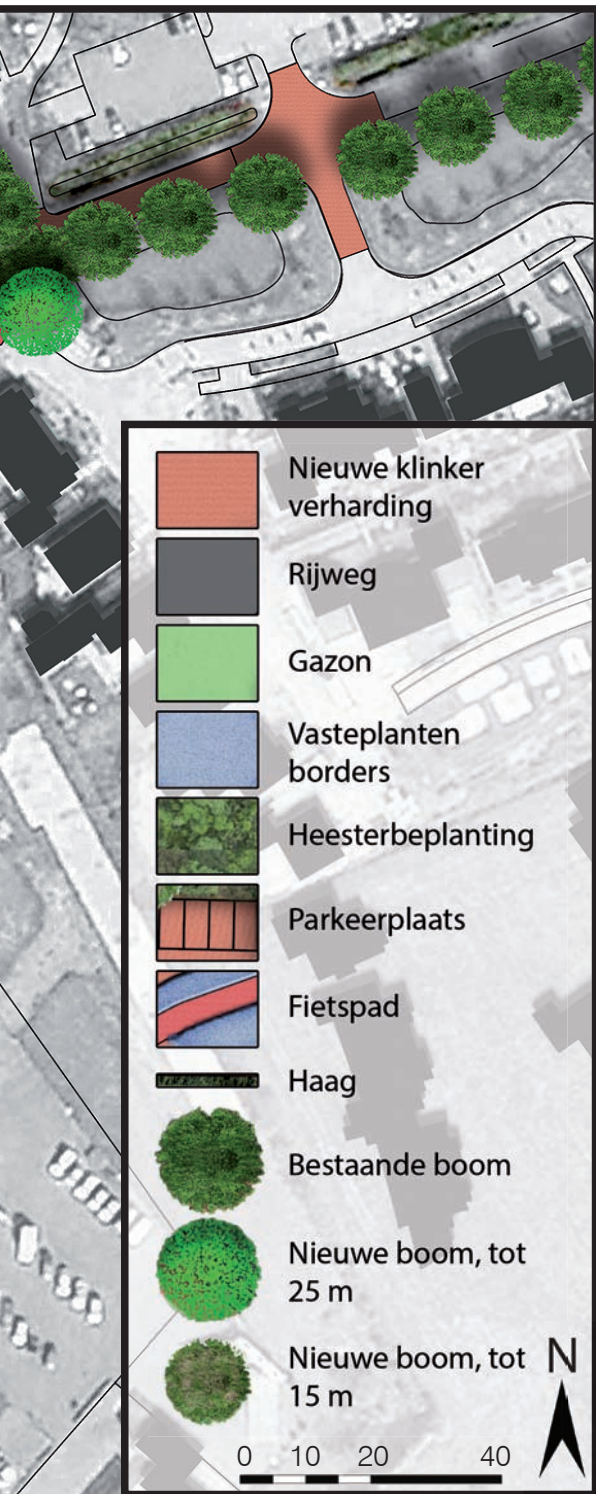 Nieuwe klinker
verharding
Rijweg
Gazon
Vasteplanten
borders
Heesterbeplanting
Parkeerplaats
Fietspad
Haag
Bestaande boom
Nieuwe boom, tot
25 m
Nieuwe boom, tot
15 m
N
0 10 20 40